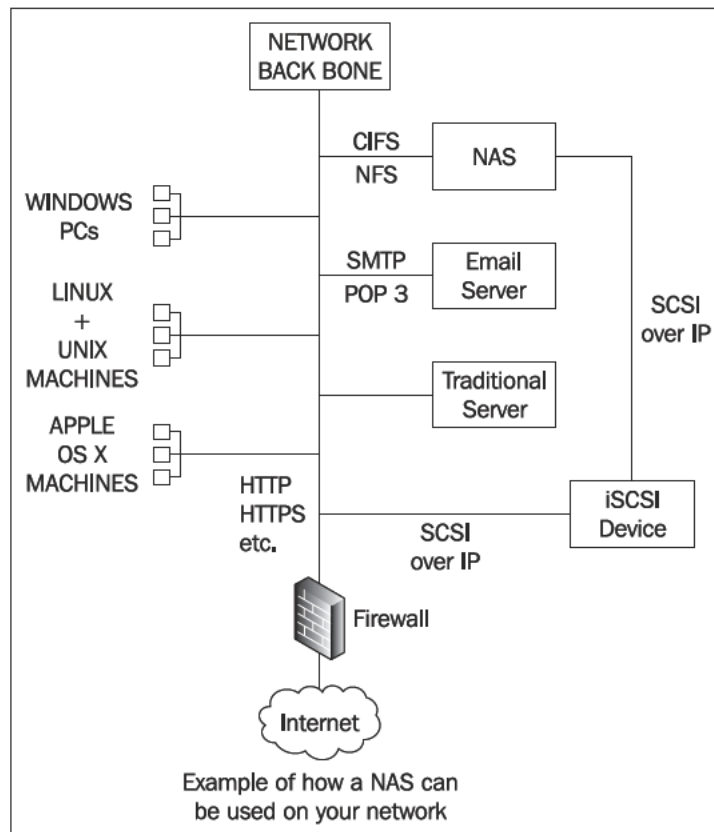 NETWORK
BACK BONE
CIFS
NFS
NAS
WINDOWS
PCs
SMTP
POP 3
Email
Server
SCSI
over IP
LINUX
+
UNIX
MACHINES
Traditional
Server
APPLE
OS X
MACHINES
HTTP
HTTPS
etc.
SCSI
over IP
iSCSI
Device
Firewall
Internet
Example of how a NAS can
be used on your network